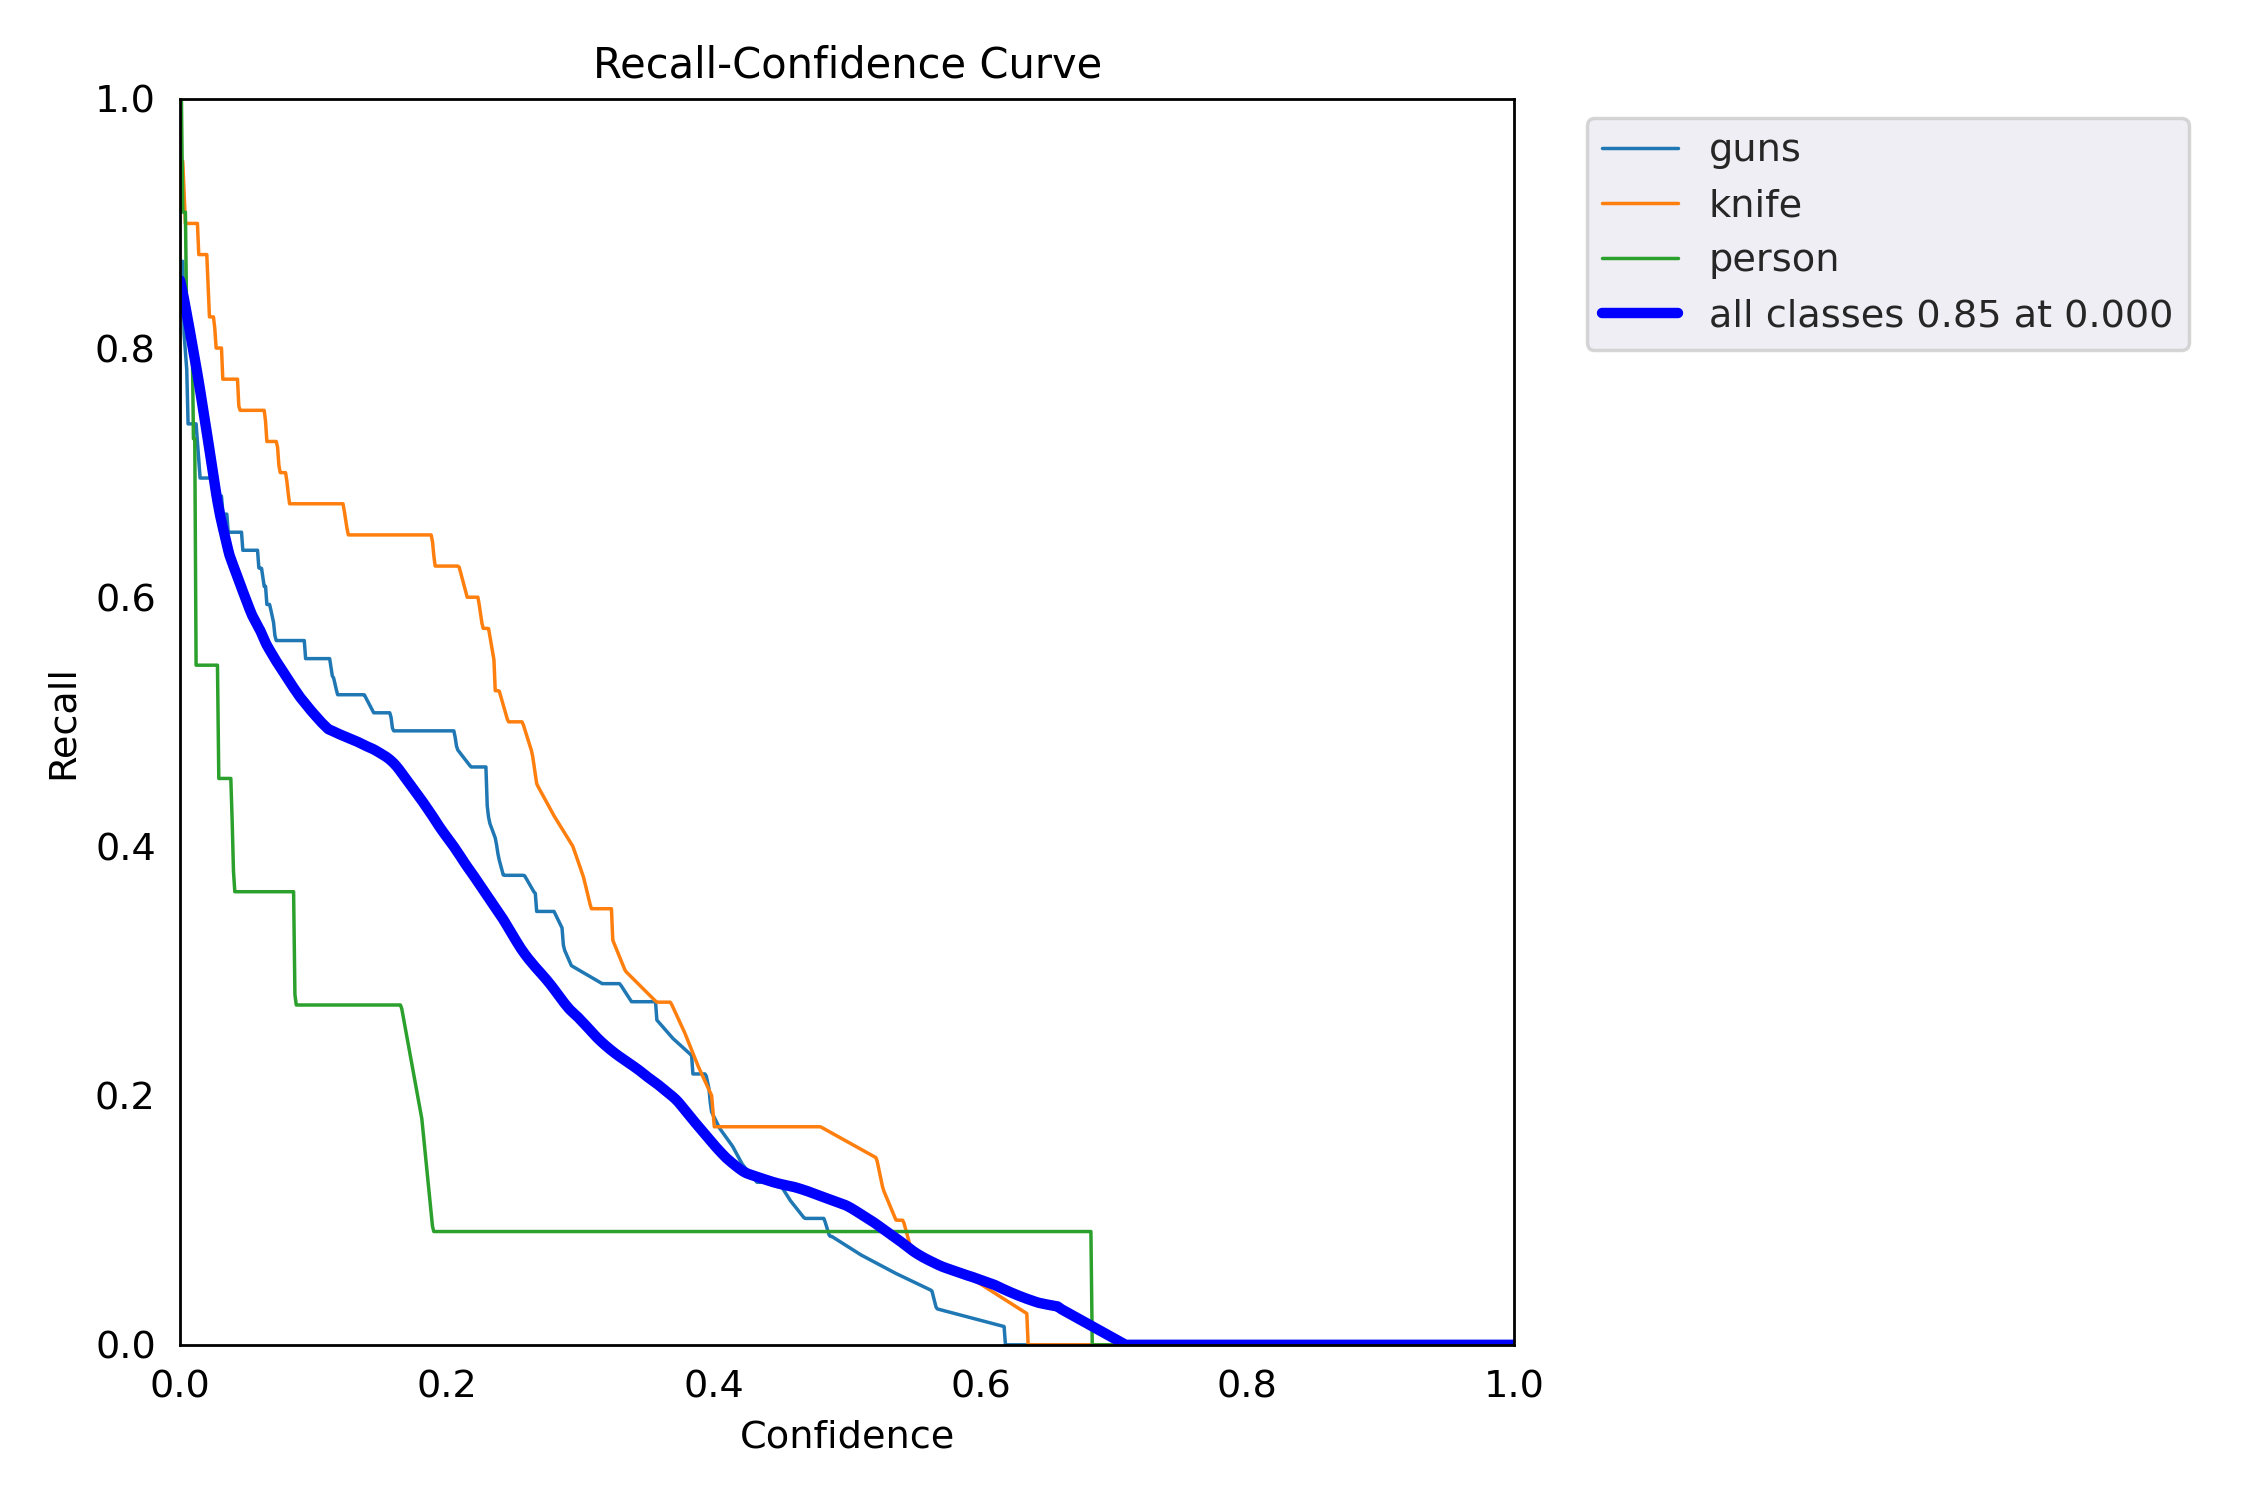 Recall-Confidence Curve
1.0
0.8
0.6
0.4
0.2
0.0
Recall
0.0 0.2 0.4 0.6 0.8 1.0
Confidence
guns
knife
person
all classes 0.85 at 0.000